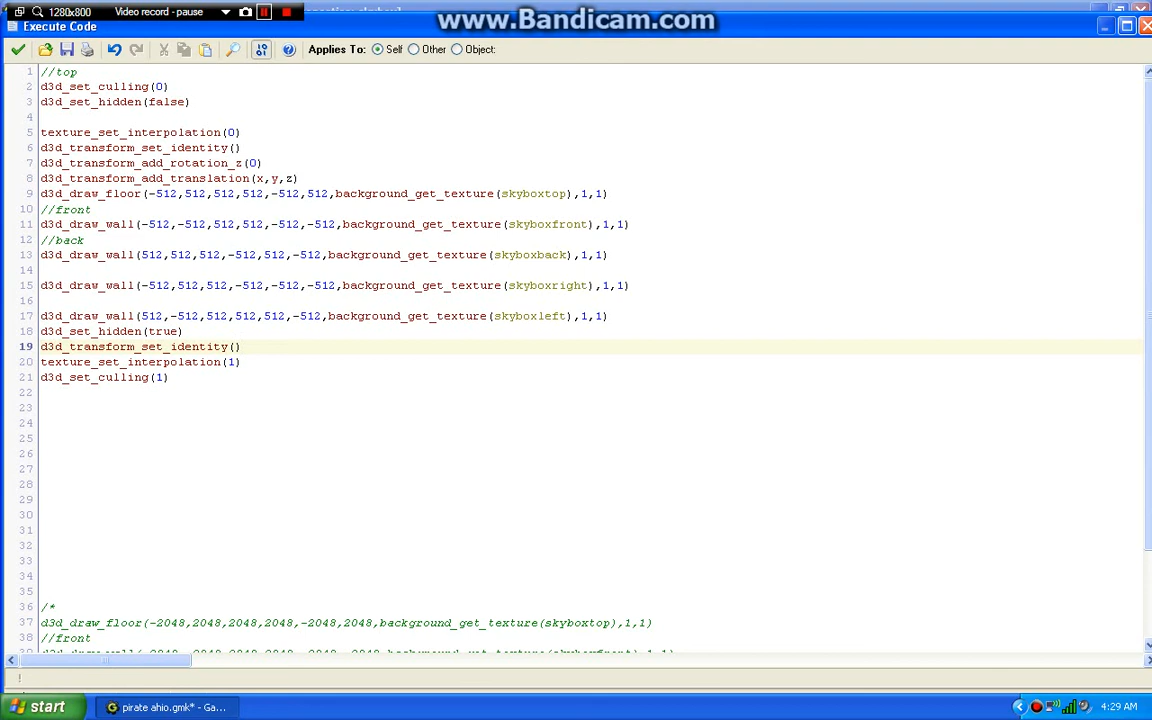 1280x800 Video record - pause
www.Bandicam.com
Execute Code
Applies To: Self Other Object:
1 //top
2 d3d_set_culling(0)
3 d3d_set_hidden(false)
4
5 texture_set_interpolation(0)
6 d3d_transform_set_identity()
7 d3d_transform_add_rotation_z(0)
8 d3d_transform_add_translation(x,y,z)
9 d3d_draw_floor(-512,512,512,512,-512,512,background_get_texture(skyboxtop),1,1)
10 //front
11 d3d_draw_wall(-512,-512,512,512,-512,-512,background_get_texture(skyboxfront),1,1)
12 //back
13 d3d_draw_wall(512,512,512,-512,512,-512,background_get_texture(skyboxback),1,1)
14
15 d3d_draw_wall(-512,512,512,-512,-512,-512,background_get_texture(skyboxright),1,1)
16
17 d3d_draw_wall(512,-512,512,512,512,-512,background_get_texture(skyboxleft),1,1)
18 d3d_set_hidden(true)
19 d3d_transform_set_identity()
20 texture_set_interpolation(1)
21 d3d_set_culling(1)
22
23
24
25
26
27
28
29
30
31
32
33
34
35
36 /*
37 d3d_draw_floor(-2048,2048,2048,2048,-2048,2048,background_get_texture(skyboxtop),1,1)
38 //front
start pirate ahio.gmk* - Ga... 4:29 AM